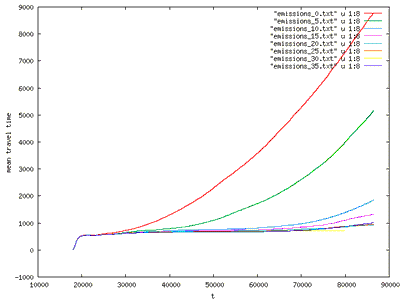 9000
8000
7000
6000
5000
4000
3000
2000
1000
0
-1000
mean travel time
"emissions_0.txt" u 1:8
"emissions_5.txt" u 1:8
"emissions_10.txt" u 1:8
"emissions_15.txt" u 1:8
"emissions_20.txt" u 1:8
"emissions_25.txt" u 1:8
"emissions_30.txt" u 1:8
"emissions_35.txt" u 1:8
10000 20000 30000 40000 50000 60000 70000 80000 90000
t